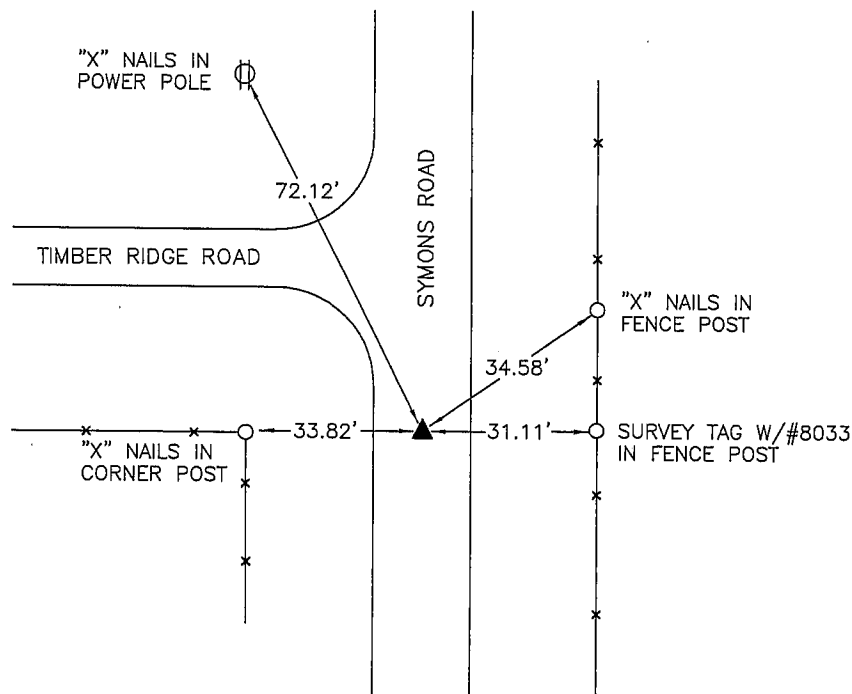 "X" NAILS IN
POWER POLE
72.12'
SYMONS ROAD
TIMBER RIDGE ROAD
"X" NAILS IN
FENCE POST
34.58'
33.82'
31.11'
SURVEY TAG W/#8033
IN FENCE POST
"X" NAILS IN
CORNER POST